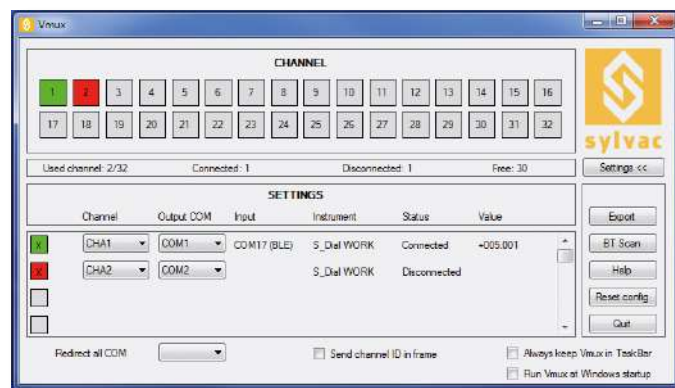 Vmux
CHANNEL
1 2 3 4 5 6 7 8 9 10 11 12 13 14 15 16
17 18 19 20 21 22 23 24 25 26 27 28 29 30 31 32
sylvac
Used channel: 2/32 Connected: 1 Disconnected: 1 Free: 30 Settings <<
SETTINGS
Channel Output COM Input Instrument Status Value
X CHA1 COM1 COM17 (BLE) S_Dial WORK Connected +005.001
X CHA2 COM2 S_Dial WORK Disconnected
Export
BT Scan
Help
Reset config
Quit
Redirect all COM Send channel ID in frame Always keep Vmux in TaskBar
Run Vmux at Windows startup